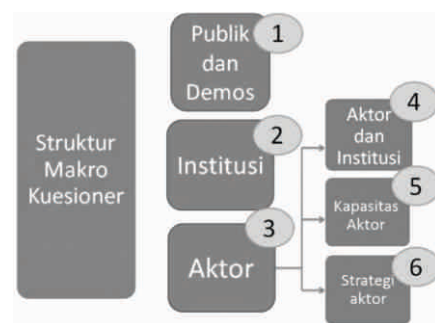 Struktur
Makro
Kuesioner
Publik
dan
Demos
1
Institusi
2
Aktor
3
Aktor
dan
Institusi
4
Kapasitas
Aktor
5
Strategi
aktor
6